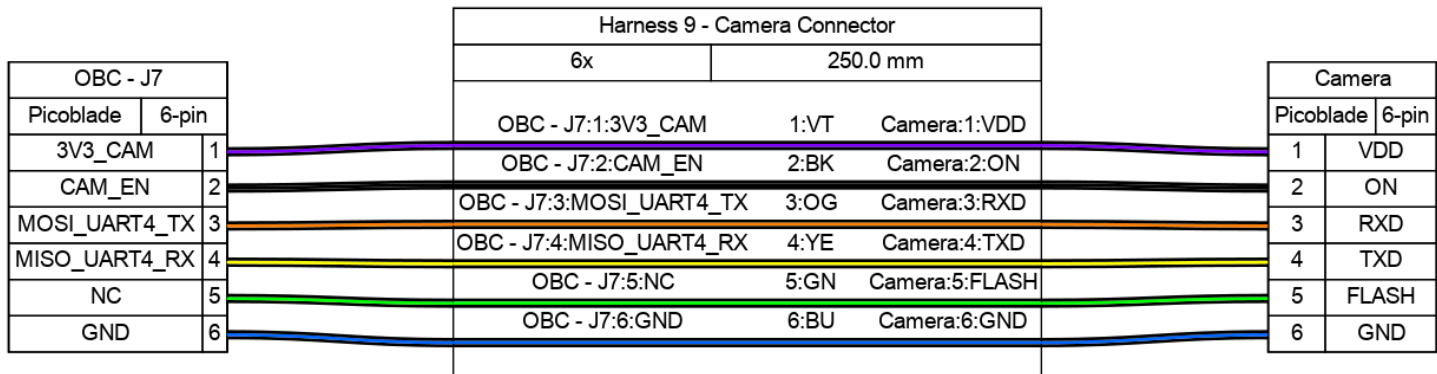 Harness 9 - Camera Connector
6x 250.0 mm
OBC - J7
Picoblade 6-pin
3V3_CAM 1
CAM_EN 2
MOSI_UART4_TX 3
MISO_UART4_RX 4
NC 5
GND 6
OBC - J7:1:3V3_CAM 1:VT Camera:1:VDD
OBC - J7:2:CAM_EN 2:BK Camera:2:ON
OBC - J7:3:MOSI_UART4_TX 3:OG Camera:3:RXD
OBC - J7:4:MISO_UART4_RX 4:YE Camera:4:TXD
OBC - J7:5:NC 5:GN Camera:5:FLASH
OBC - J7:6:GND 6:BU Camera:6:GND
Camera
Picoblade 6-pin
1 VDD
2 ON
3 RXD
4 TXD
5 FLASH
6 GND